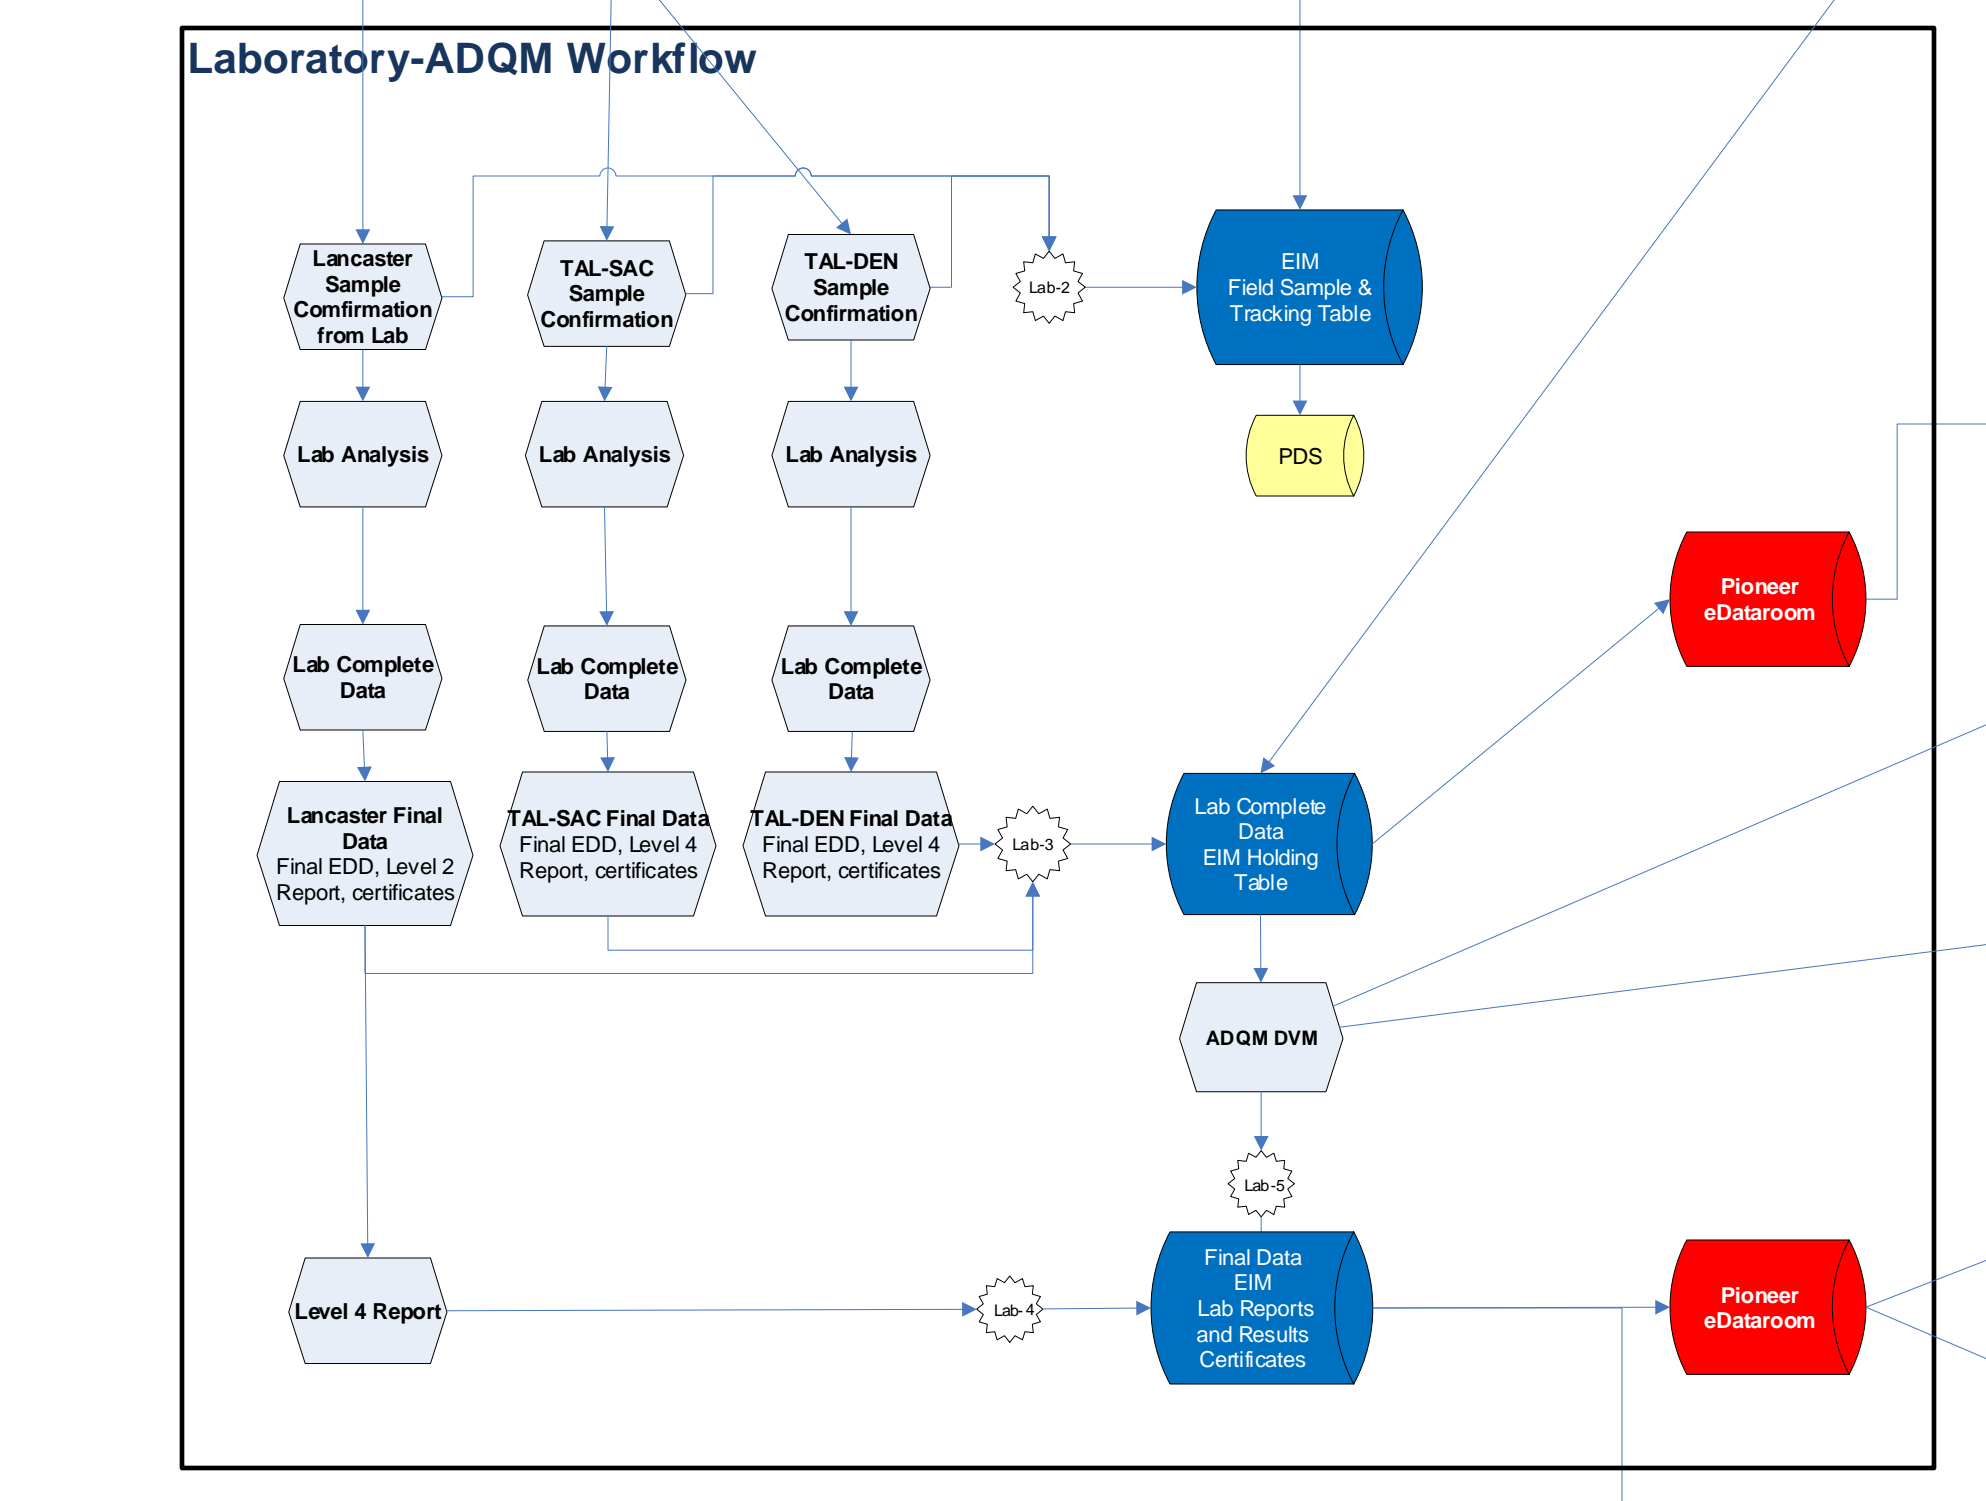 Laboratory-ADQM Workflow
Lancaster
Sample
Comfirmation
from Lab
TAL-SAC
Sample
Confirmation
TAL-DEN
Sample
Confirmation
Lab-2
EIM
Field Sample &
Tracking Table
Lab Analysis
Lab Analysis
Lab Analysis
PDS
Pioneer
eDataroom
Lab Complete
Data
Lab Complete
Data
Lab Complete
Data
Lancaster Final
Data
Final EDD, Level 2
Report, certificates
TAL-SAC Final Data
Final EDD, Level 4
Report, certificates
TAL-DEN Final Data
Final EDD, Level 4
Report, certificates
Lab-3
Lab Complete
Data
EIM Holding
Table
ADQM DVM
Lab-5
Level 4 Report
Lab-4
Final Data
EIM
Lab Reports
and Results
Certificates
Pioneer
eDataroom